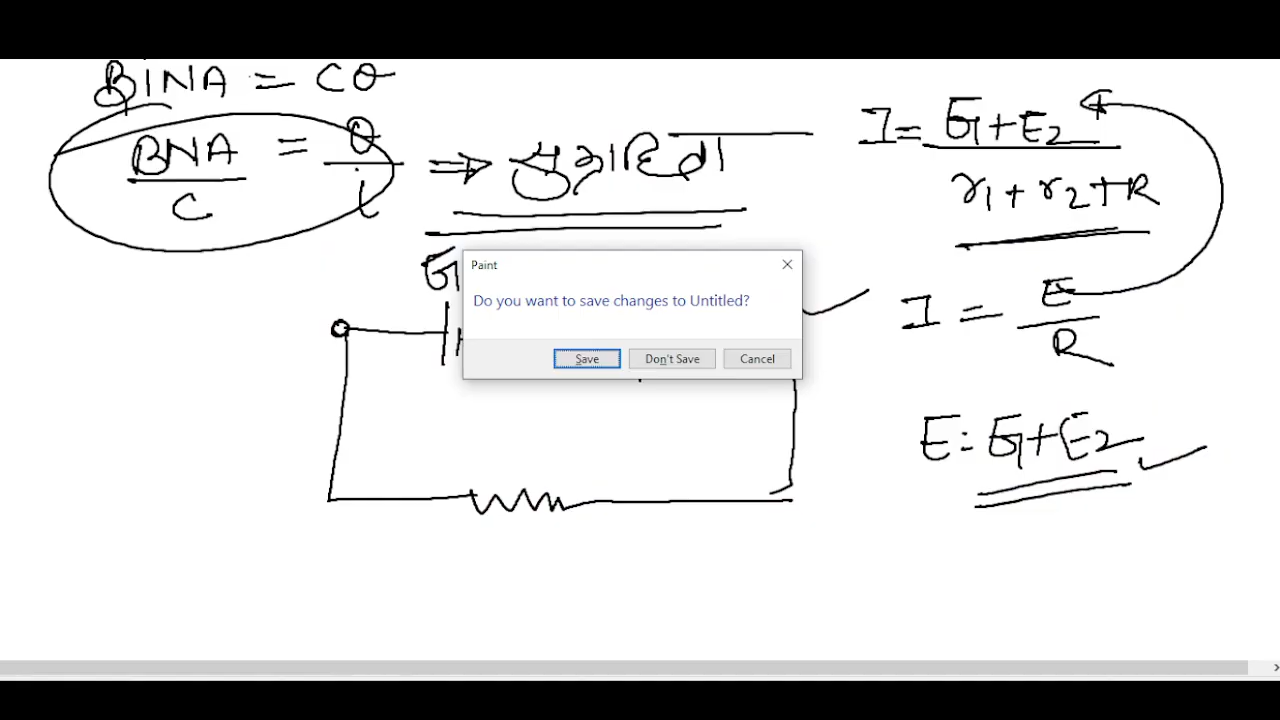 BiNA = Cθ
BNA/C = θ/i ⇒
I = E1+E2/r1+r2+R
E1
Paint
Do you want to save changes to Untitled?
Save Don't Save Cancel
I = E/R
E = E1+E2